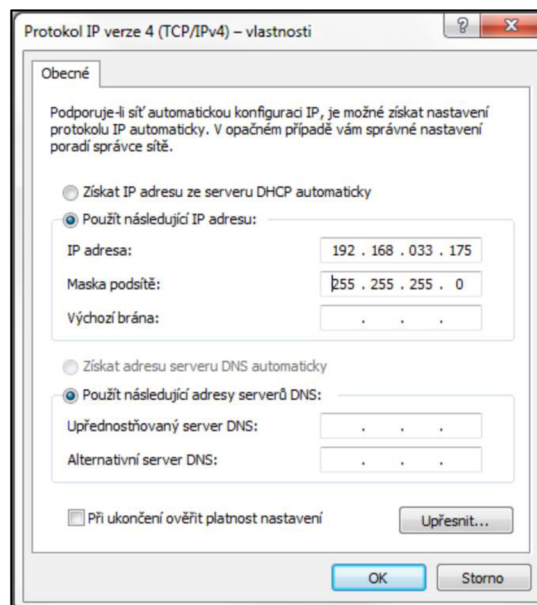 Protokol IP verze 4 (TCP/IPv4) – vlastnosti
Obecné
Podporuje-li síť automatickou konfiguraci IP, je možné získat nastavení
protokolu IP automaticky. V opačném případě vám správné nastavení
poradí správce sítě.
Získat IP adresu ze serveru DHCP automaticky
Použít následující IP adresu:
IP adresa: 192 . 168 . 033 . 175
Maska podsítě: 255 . 255 . 255 . 0
Výchozí brána: . . .
Získat adresu serveru DNS automaticky
Použít následující adresy serverů DNS:
Upřednostňovaný server DNS: . . .
Alternativní server DNS: . . .
Při ukončení ověřit platnost nastavení Upřesnit...
OK Storno